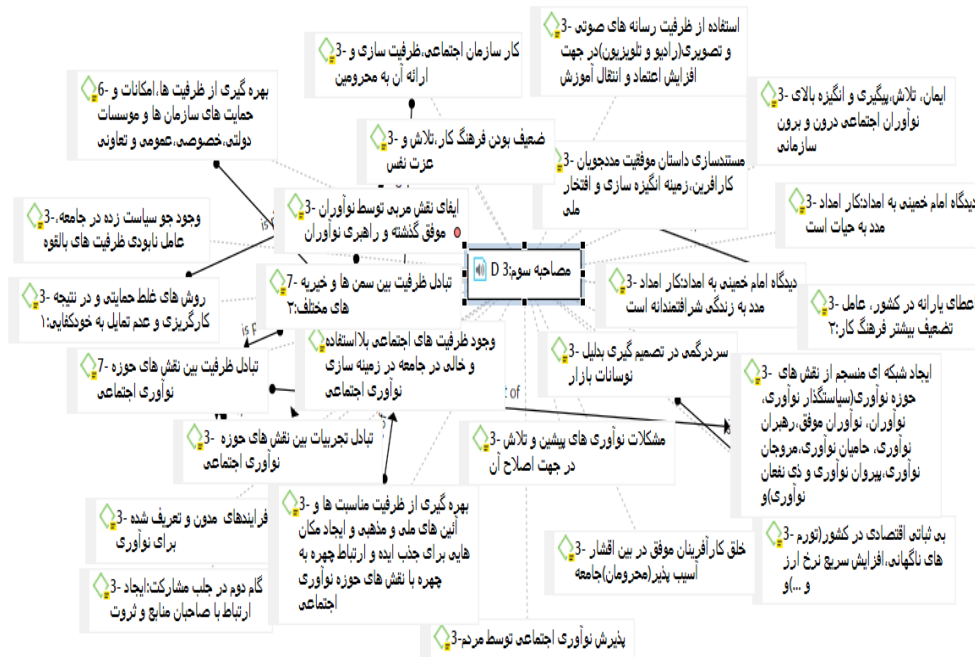 3- استفاده از ظرفیت رسانه های صوتی
و تصویری(رادیو و تلویزیون)در جهت
افزایش اعتماد و انتقال آموزش
3- کار سازمان اجتماعی،ظرفیت سازی و
ارائه آن به محرومین
6- بهره گیری از ظرفیت ها،امکانات و
حمایت های سازمان ها و موسسات
دولتی،خصوصی،عمومی و تعاونی
3- ایمان، تلاش،پیگیری و انگیزه بالای
نوآوران اجتماعی درون و برون
سازمانی
3- ضعیف بودن فرهنگ کار،تلاش و
عزت نفس
3- مستندسازی داستان موفقیت مددجویان
کارآفرین،زمینه انگیزه سازی و افتخار
ملی
3- دیدگاه امام خمینی به امداد:کار امداد
مدد به حیات است
3- ایفای نقش مربی توسط نوآوران
موفق گذشته و راهبری نوآوران
3- وجود جو سیاست زده در جامعه،
عامل نابودی ظرفیت های بالقوه
D 3: مصاحبه سوم
7- تبادل ظرفیت بین سمن ها و خیریه
های مختلف:۲
3- دیدگاه امام خمینی به امداد:کار امداد
مدد به زندگی شرافتمندانه است
3- روش های غلط حمایتی و در نتیجه
کارگریزی و عدم تمایل به خودکفایی:۱
3- عطای یارانه در کشور، عامل
تضعیف بیشتر فرهنگ کار:۲
وجود ظرفیت های اجتماعی بلااستفاده
و خالی در جامعه در زمینه سازی
نوآوری اجتماعی
3- سردرگمی در تصمیم گیری بدلیل
نوسانات بازار
7- تبادل ظرفیت بین نقش های حوزه
نوآوری اجتماعی
3- ایجاد شبکه ای منسجم از نقش های
حوزه نوآوری(سیاستگذار نوآوری،
نوآوران، نوآوران موفق،رهبران
نوآوری، حامیان نوآوری،مروجان
نوآوری،پیروان نوآوری و ذی نفعان
نوآوری)و
of
3- تبادل تجربیات بین نقش های حوزه
نوآوری اجتماعی
3- مشکلات نوآوری های پیشین و تلاش
در جهت اصلاح آن
3- بهره گیری از ظرفیت مناسبت ها و
آئین های ملی و مذهبی و ایجاد مکان
هایی برای جذب ایده و ارتباط چهره به
چهره با نقش های حوزه نوآوری
اجتماعی
3- فرایندهای مدون و تعریف شده
برای نوآوری
3- بی ثباتی اقتصادی در کشور(تورم
های ناگهانی،افزایش سریع نرخ ارز
و ...)و
3- خلق کارآفرینان موفق در بین اقشار
آسیب پذیر(محرومان)جامعه
3- گام دوم در جلب مشارکت:ایجاد
ارتباط با صاحبان منابع و ثروت
3-پذیرش نوآوری اجتماعی توسط مردم